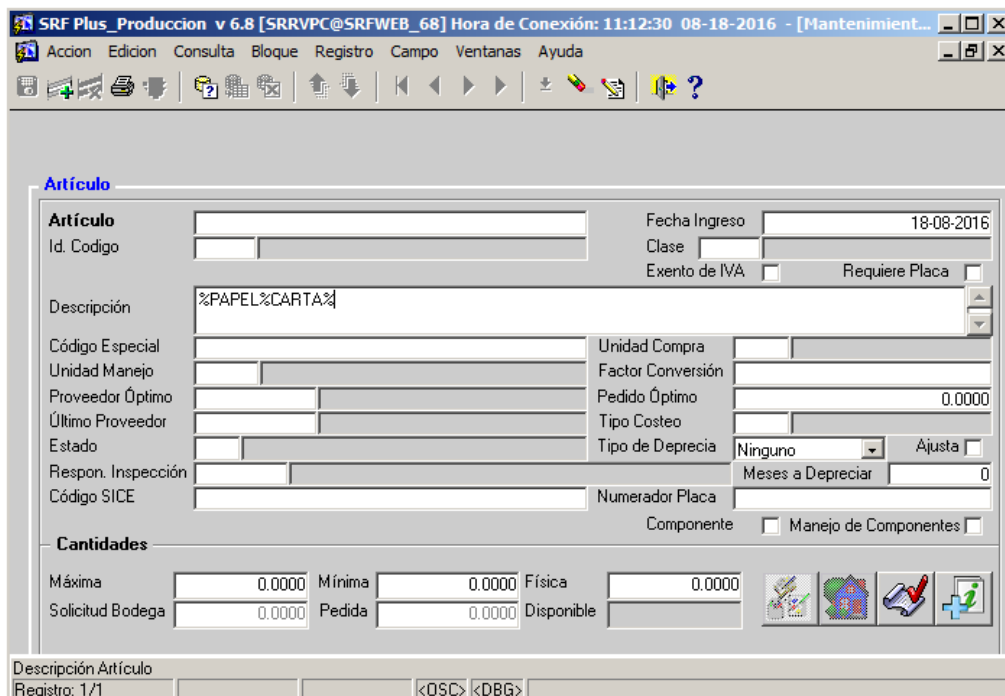 SRF Plus_Produccion v 6.8 [SRRVPC@SRFWEB_68] Hora de Conexión: 11:12:30 08-18-2016 - [Mantenimient...
Accion Edicion Consulta Bloque Registro Campo Ventanas Ayuda
Artículo
Artículo Fecha Ingreso 18-08-2016
Id. Codigo Clase
Exento de IVA Requiere Placa
Descripción %PAPEL%CARTA%
Código Especial Unidad Compra
Unidad Manejo Factor Conversión
Proveedor Óptimo Pedido Óptimo 0.0000
Último Proveedor Tipo Costeo
Estado Tipo de Deprecia Ninguno Ajusta
Respon. Inspección Meses a Depreciar 0
Código SICE Numerador Placa
Componente Manejo de Componentes
Cantidades
Máxima 0.0000 Mínima 0.0000 Física 0.0000
Solicitud Bodega 0.0000 Pedida 0.0000 Disponible
Descripción Artículo
Registro: 1/1 <OSC> <DBG>